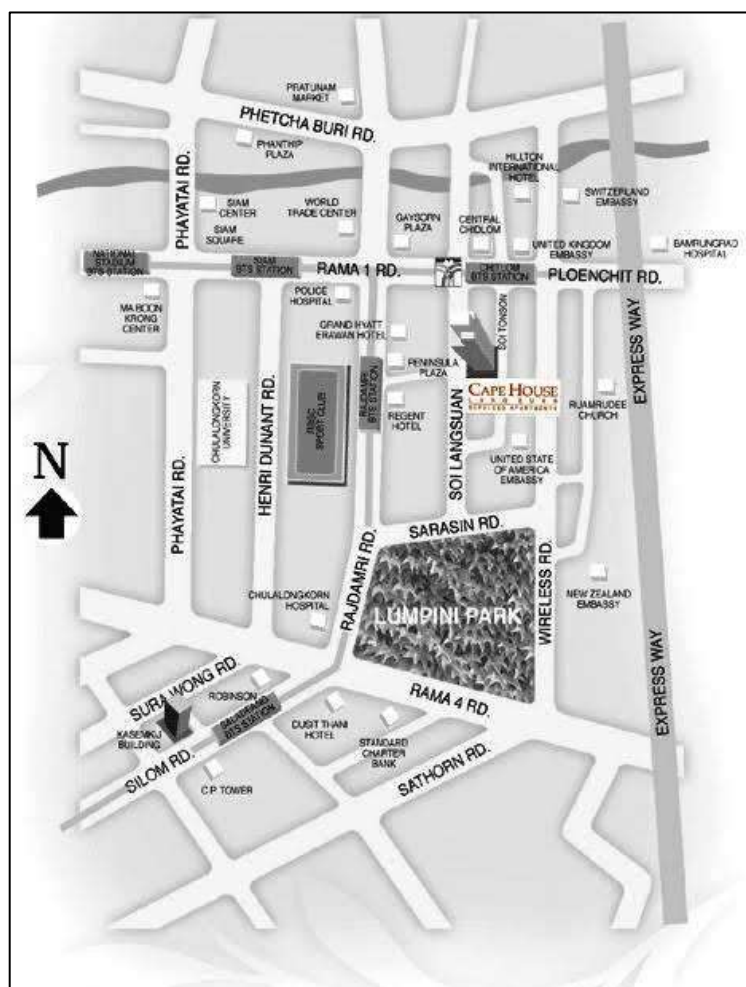 PRATUNAM
MARKET
PHETCHA BURI RD.
PHANTHIP
PLAZA
PHAYATAI RD.
HILLTON
INTERNATIONAL
HOTEL
SWITZERLAND
EMBASSY
SIAM
CENTER
SIAM
SQUARE
WORLD
TRADE CENTER
GAYSORN
PLAZA
CENTRAL
CHIDLOM
UNITED KINGDOM
EMBASSY
BAMRUNGRAD
HOSPITAL
NATIONAL
STADIUM BTS
STATION
SIAM
BTS STATION
RAMA 1 RD.
CHITLOM
BTS STATION
PLOENCHIT RD.
MABOON
KRONG
CENTER
POLICE
HOSPITAL
GRAND HYATT
ERAWAN HOTEL
SOI TONSON
EXPRESS WAY
PENINSULA
PLAZA
RAJDAMRI
BTS STATION
REGENT
HOTEL
CAPE HOUSE
LANGSUAN
SERVICED APARTMENTS
RUAMRUDEE
CHURCH
CHULALONGKORN
UNIVERSITY
HENRI DUNANT RD.
RBSC
SPORT CLUB
SOI LANGSUAN
UNITED STATE
OF AMERICA
EMBASSY
N
PHAYATAI RD.
SARASIN RD.
RAJDAMRI RD.
WIRELESS RD.
CHULALONGKORN
HOSPITAL
LUMPINI PARK
NEW ZEALAND
EMBASSY
SURA WONG RD.
ROBINSON
SALADAENG
BTS STATION
KASEMKIJ
BUILDING
SILOM RD.
DUSIT THANI
HOTEL
STANDARD
CHARTER
BANK
RAMA 4 RD.
SATHORN RD.
C.P. TOWER
EXPRESS WAY